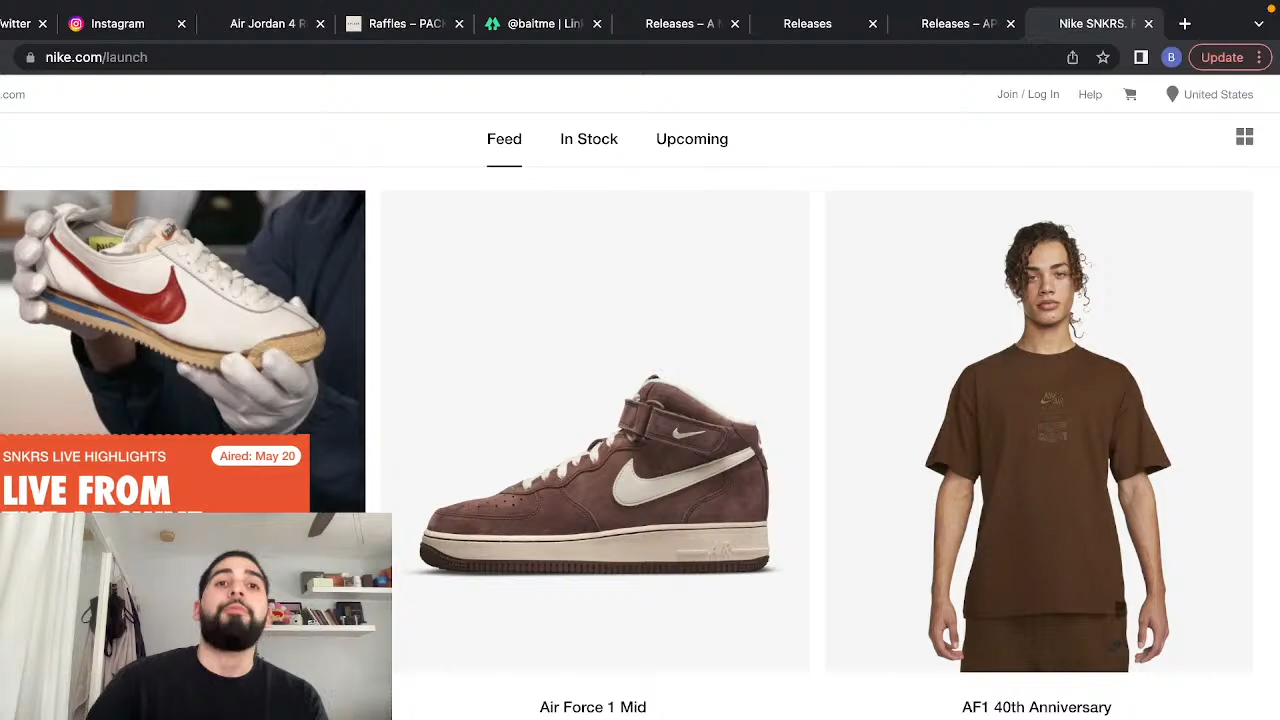 witter
Instagram
Air Jordan 4 R
Raffles – PACK
@baitme | Lin
Releases – A N
Releases
Releases – AP
Nike SNKRS. R
nike.com/launch
B
Update
.com
Join / Log In
Help
United States
Feed
In Stock
Upcoming
SNKRS LIVE HIGHLIGHTS
Aired: May 20
LIVE FROM
Air Force 1 Mid
AF1 40th Anniversary